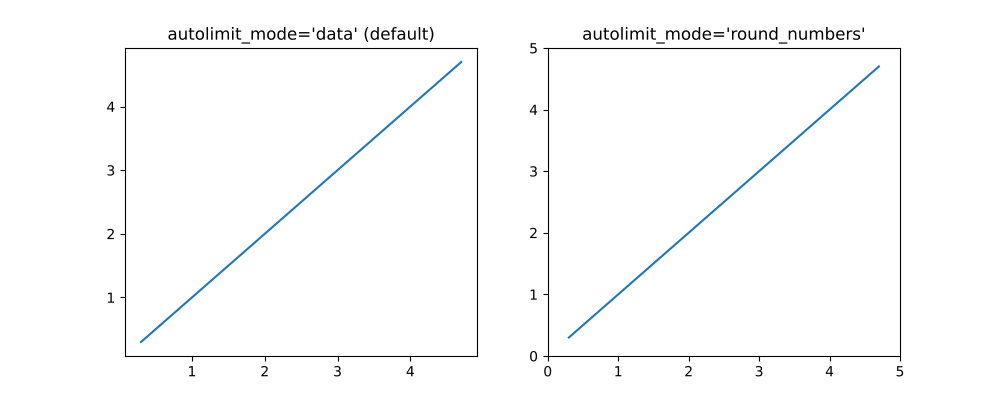 autolimit_mode='data' (default)
4
3
2
1
1 2 3 4
autolimit_mode='round_numbers'
5
4
3
2
1
0
0 1 2 3 4 5